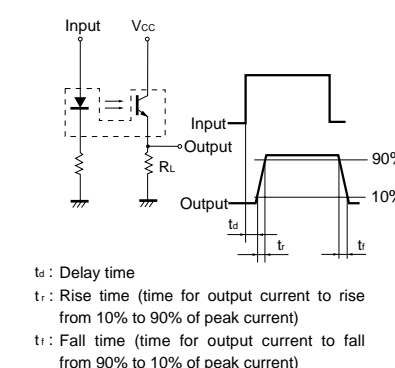 Input Vcc
Input
Output
RL
90%
10%
Output
td
tr tf
td : Delay time
tr : Rise time (time for output current to rise
from 10% to 90% of peak current)
tf : Fall time (time for output current to fall
from 90% to 10% of peak current)